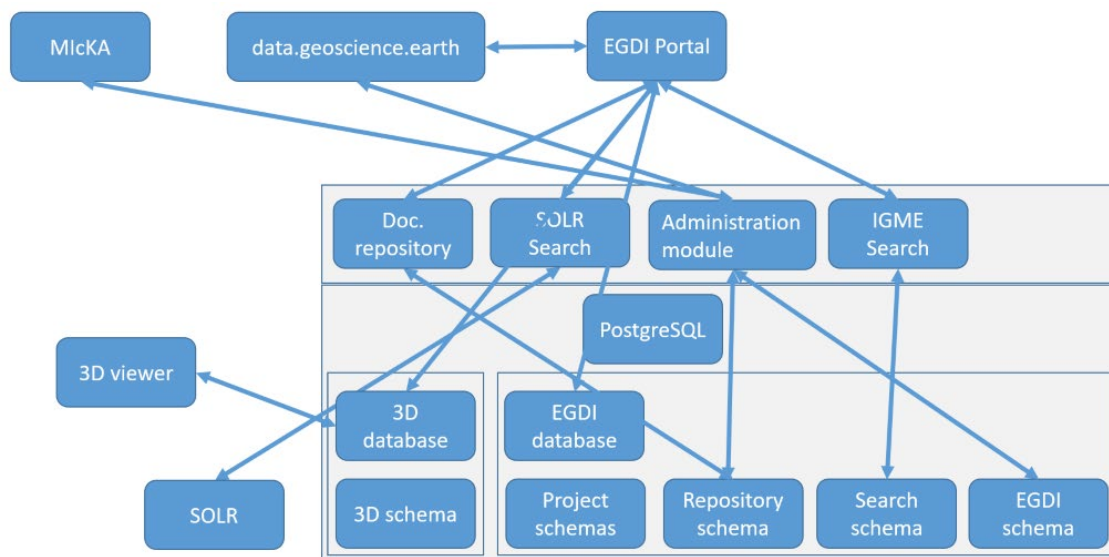 MIcKA
data.geoscience.earth
EGDI Portal
Doc.
repository
SOLR
Search
Administration
module
IGME
Search
PostgreSQL
3D viewer
3D
database
EGDI
database
SOLR
3D schema
Project
schemas
Repository
schema
Search
schema
EGDI
schema